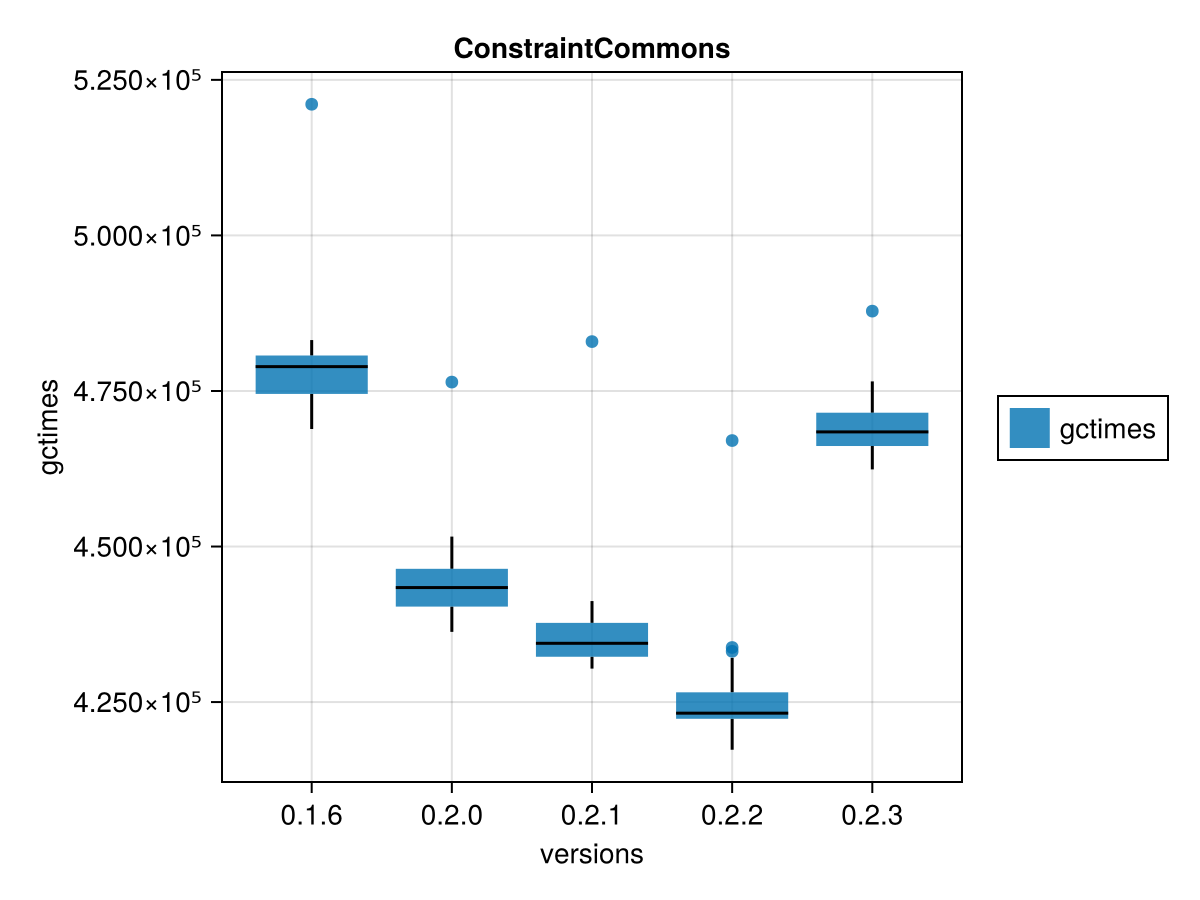 ConstraintCommons
5.250×10⁵
5.000×10⁵
4.750×10⁵
4.500×10⁵
4.250×10⁵
gctimes
0.1.6 0.2.0 0.2.1 0.2.2 0.2.3
versions
gctimes